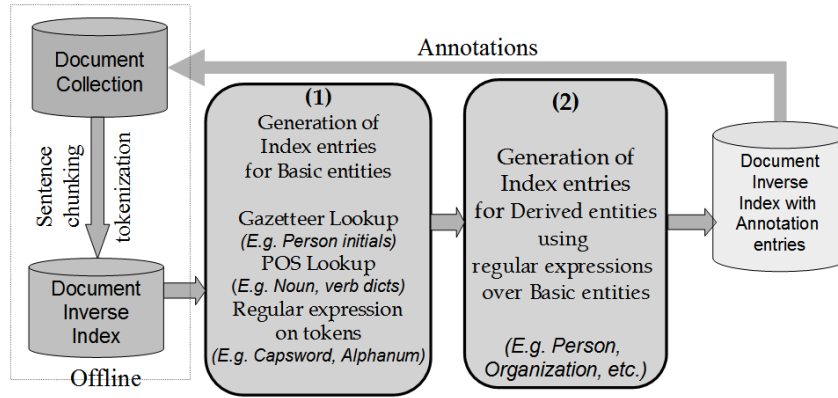 Annotations
Document
Collection
Sentence
chunking
tokenization
Document
Inverse
Index
Offline
(1)
Generation of
Index entries
for Basic entities
Gazetteer Lookup
(E.g. Person initials)
POS Lookup
(E.g. Noun, verb dicts)
Regular expression
on tokens
(E.g. Capsword, Alphanum)
(2)
Generation of
Index entries
for Derived entities
using
regular expressions
over Basic entities
(E.g. Person,
Organization, etc.)
Document
Inverse
Index with
Annotation
entries